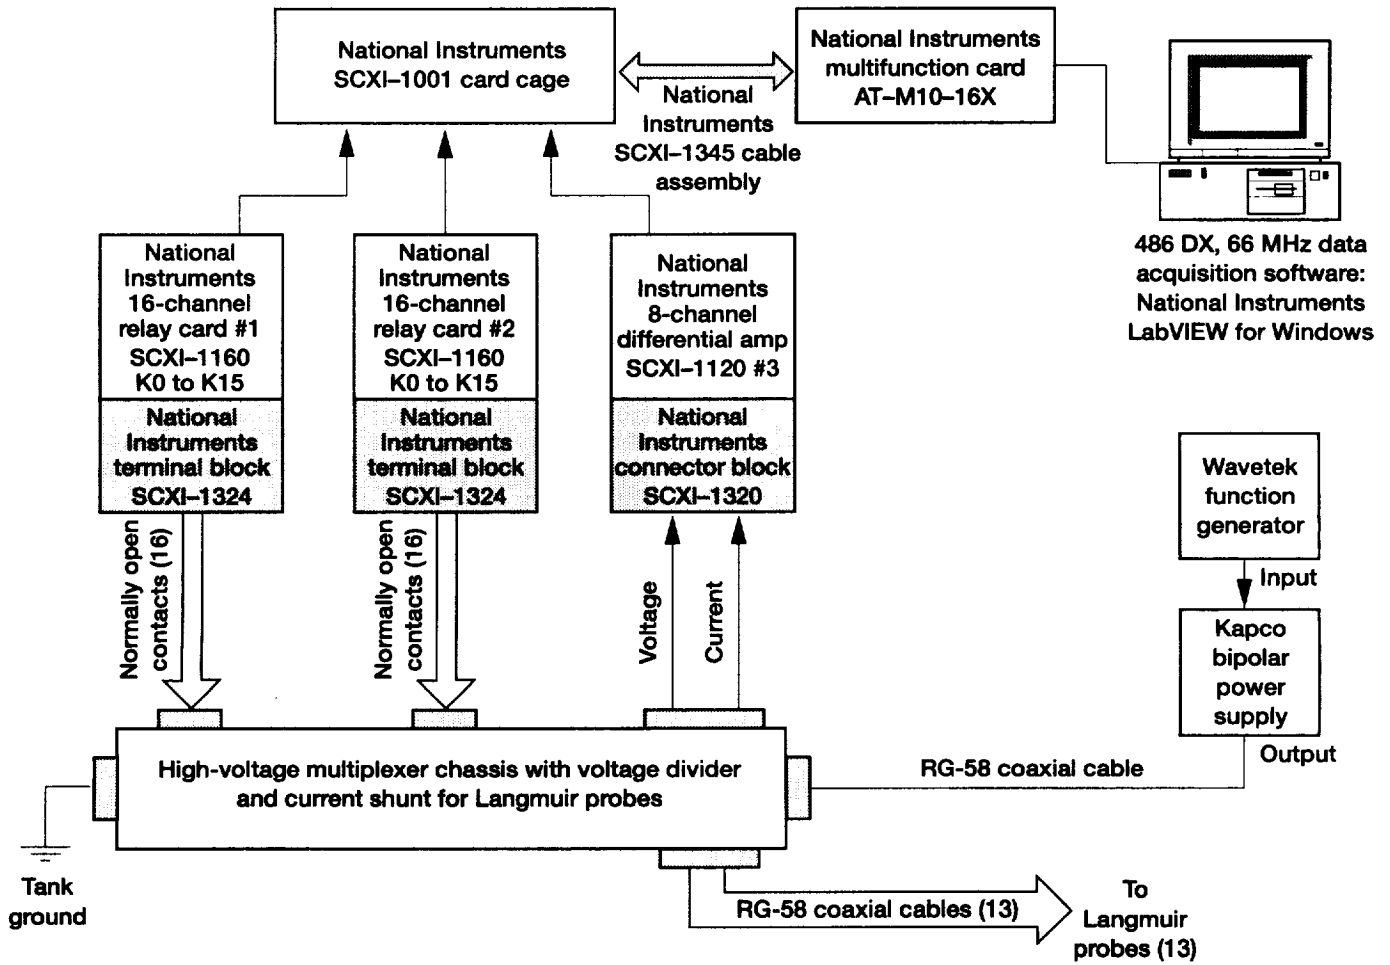 National Instruments
SCXI–1001 card cage
National
Instruments
SCXI–1345 cable
assembly
National Instruments
multifunction card
AT–M10–16X
486 DX, 66 MHz data
acquisition software:
National Instruments
LabVIEW for Windows
National
Instruments
16-channel
relay card #1
SCXI–1160
K0 to K15
National
Instruments
terminal block
SCXI–1324
National
Instruments
16-channel
relay card #2
SCXI–1160
K0 to K15
National
Instruments
terminal block
SCXI–1324
National
Instruments
8-channel
differential amp
SCXI–1120 #3
National
Instruments
connector block
SCXI–1320
Normally open
contacts (16)
Normally open
contacts (16)
Voltage
Current
Wavetek
function
generator
Input
Kapco
bipolar
power
supply
Output
High-voltage multiplexer chassis with voltage divider
and current shunt for Langmuir probes
RG-58 coaxial cable
Tank
ground
RG-58 coaxial cables (13)
To
Langmuir
probes (13)